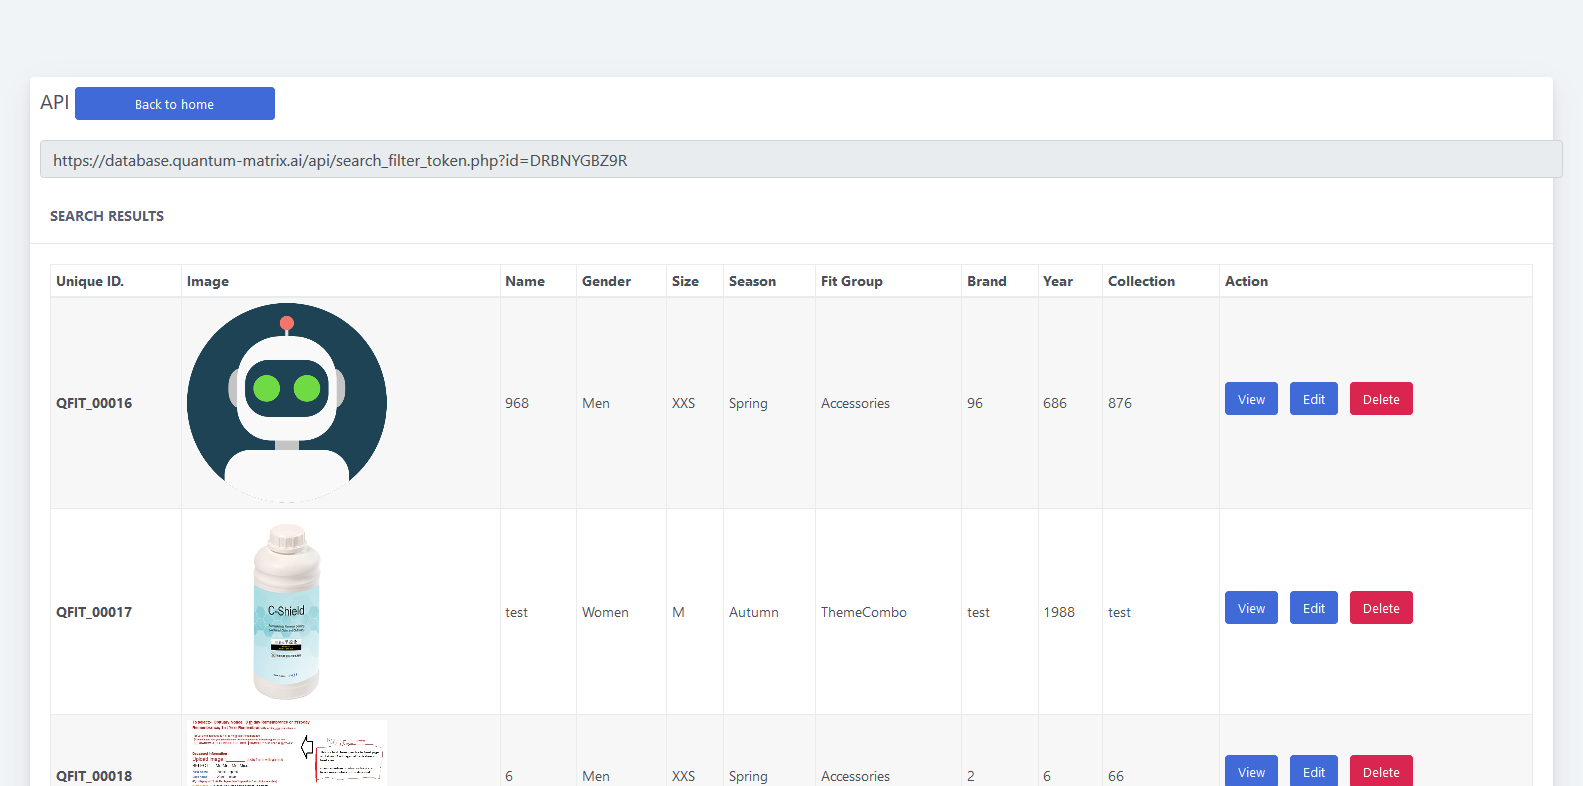 API Back to home
https://database.quantum-matrix.ai/api/search_filter_token.php?id=DRBNYGBZ9R
SEARCH RESULTS
Unique ID. Image Name Gender Size Season Fit Group Brand Year Collection Action
QFIT_00016 968 Men XXS Spring Accessories 96 686 876 View Edit Delete
C-Shield
QFIT_00017 test Women M Autumn ThemeCombo test 1988 test View Edit Delete
Upload Image
QFIT_00018 6 Men XXS Spring Accessories 2 6 66 View Edit Delete